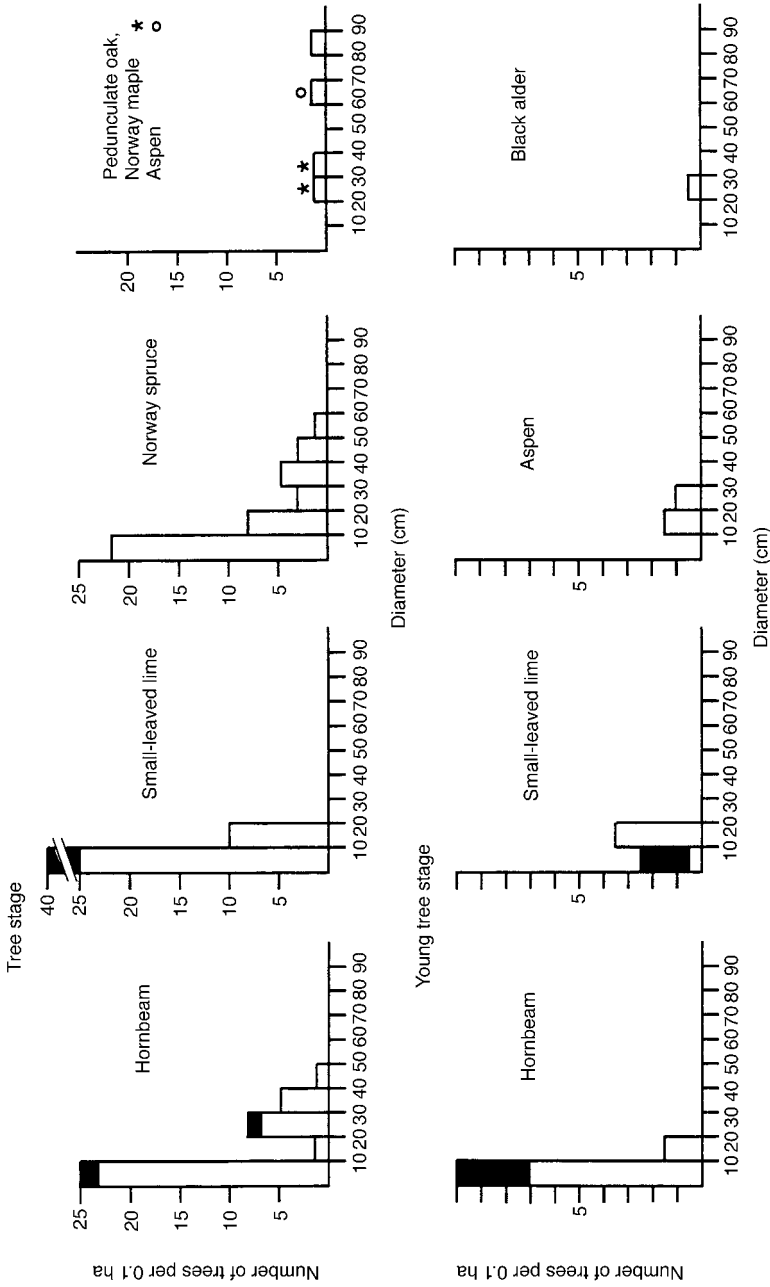 Tree stage
Number of trees per 0.1 ha
25
20
15
10
5
Hornbeam
10 20 30 40 50 60 70 80 90
40
25
20
15
10
5
Small-leaved lime
10 20 30 40 50 60 70 80 90
25
20
15
10
5
Norway spruce
10 20 30 40 50 60 70 80 90
20
15
10
5
Pedunculate oak,
Norway maple *
Aspen o
* *
o
10 20 30 40 50 60 70 80 90
Diameter (cm)
Young tree stage
Number of trees per 0.1 ha
5
Hornbeam
10 20 30 40 50 60 70 80 90
5
Small-leaved lime
10 20 30 40 50 60 70 80 90
5
Aspen
10 20 30 40 50 60 70 80 90
5
Black alder
10 20 30 40 50 60 70 80 90
Diameter (cm)